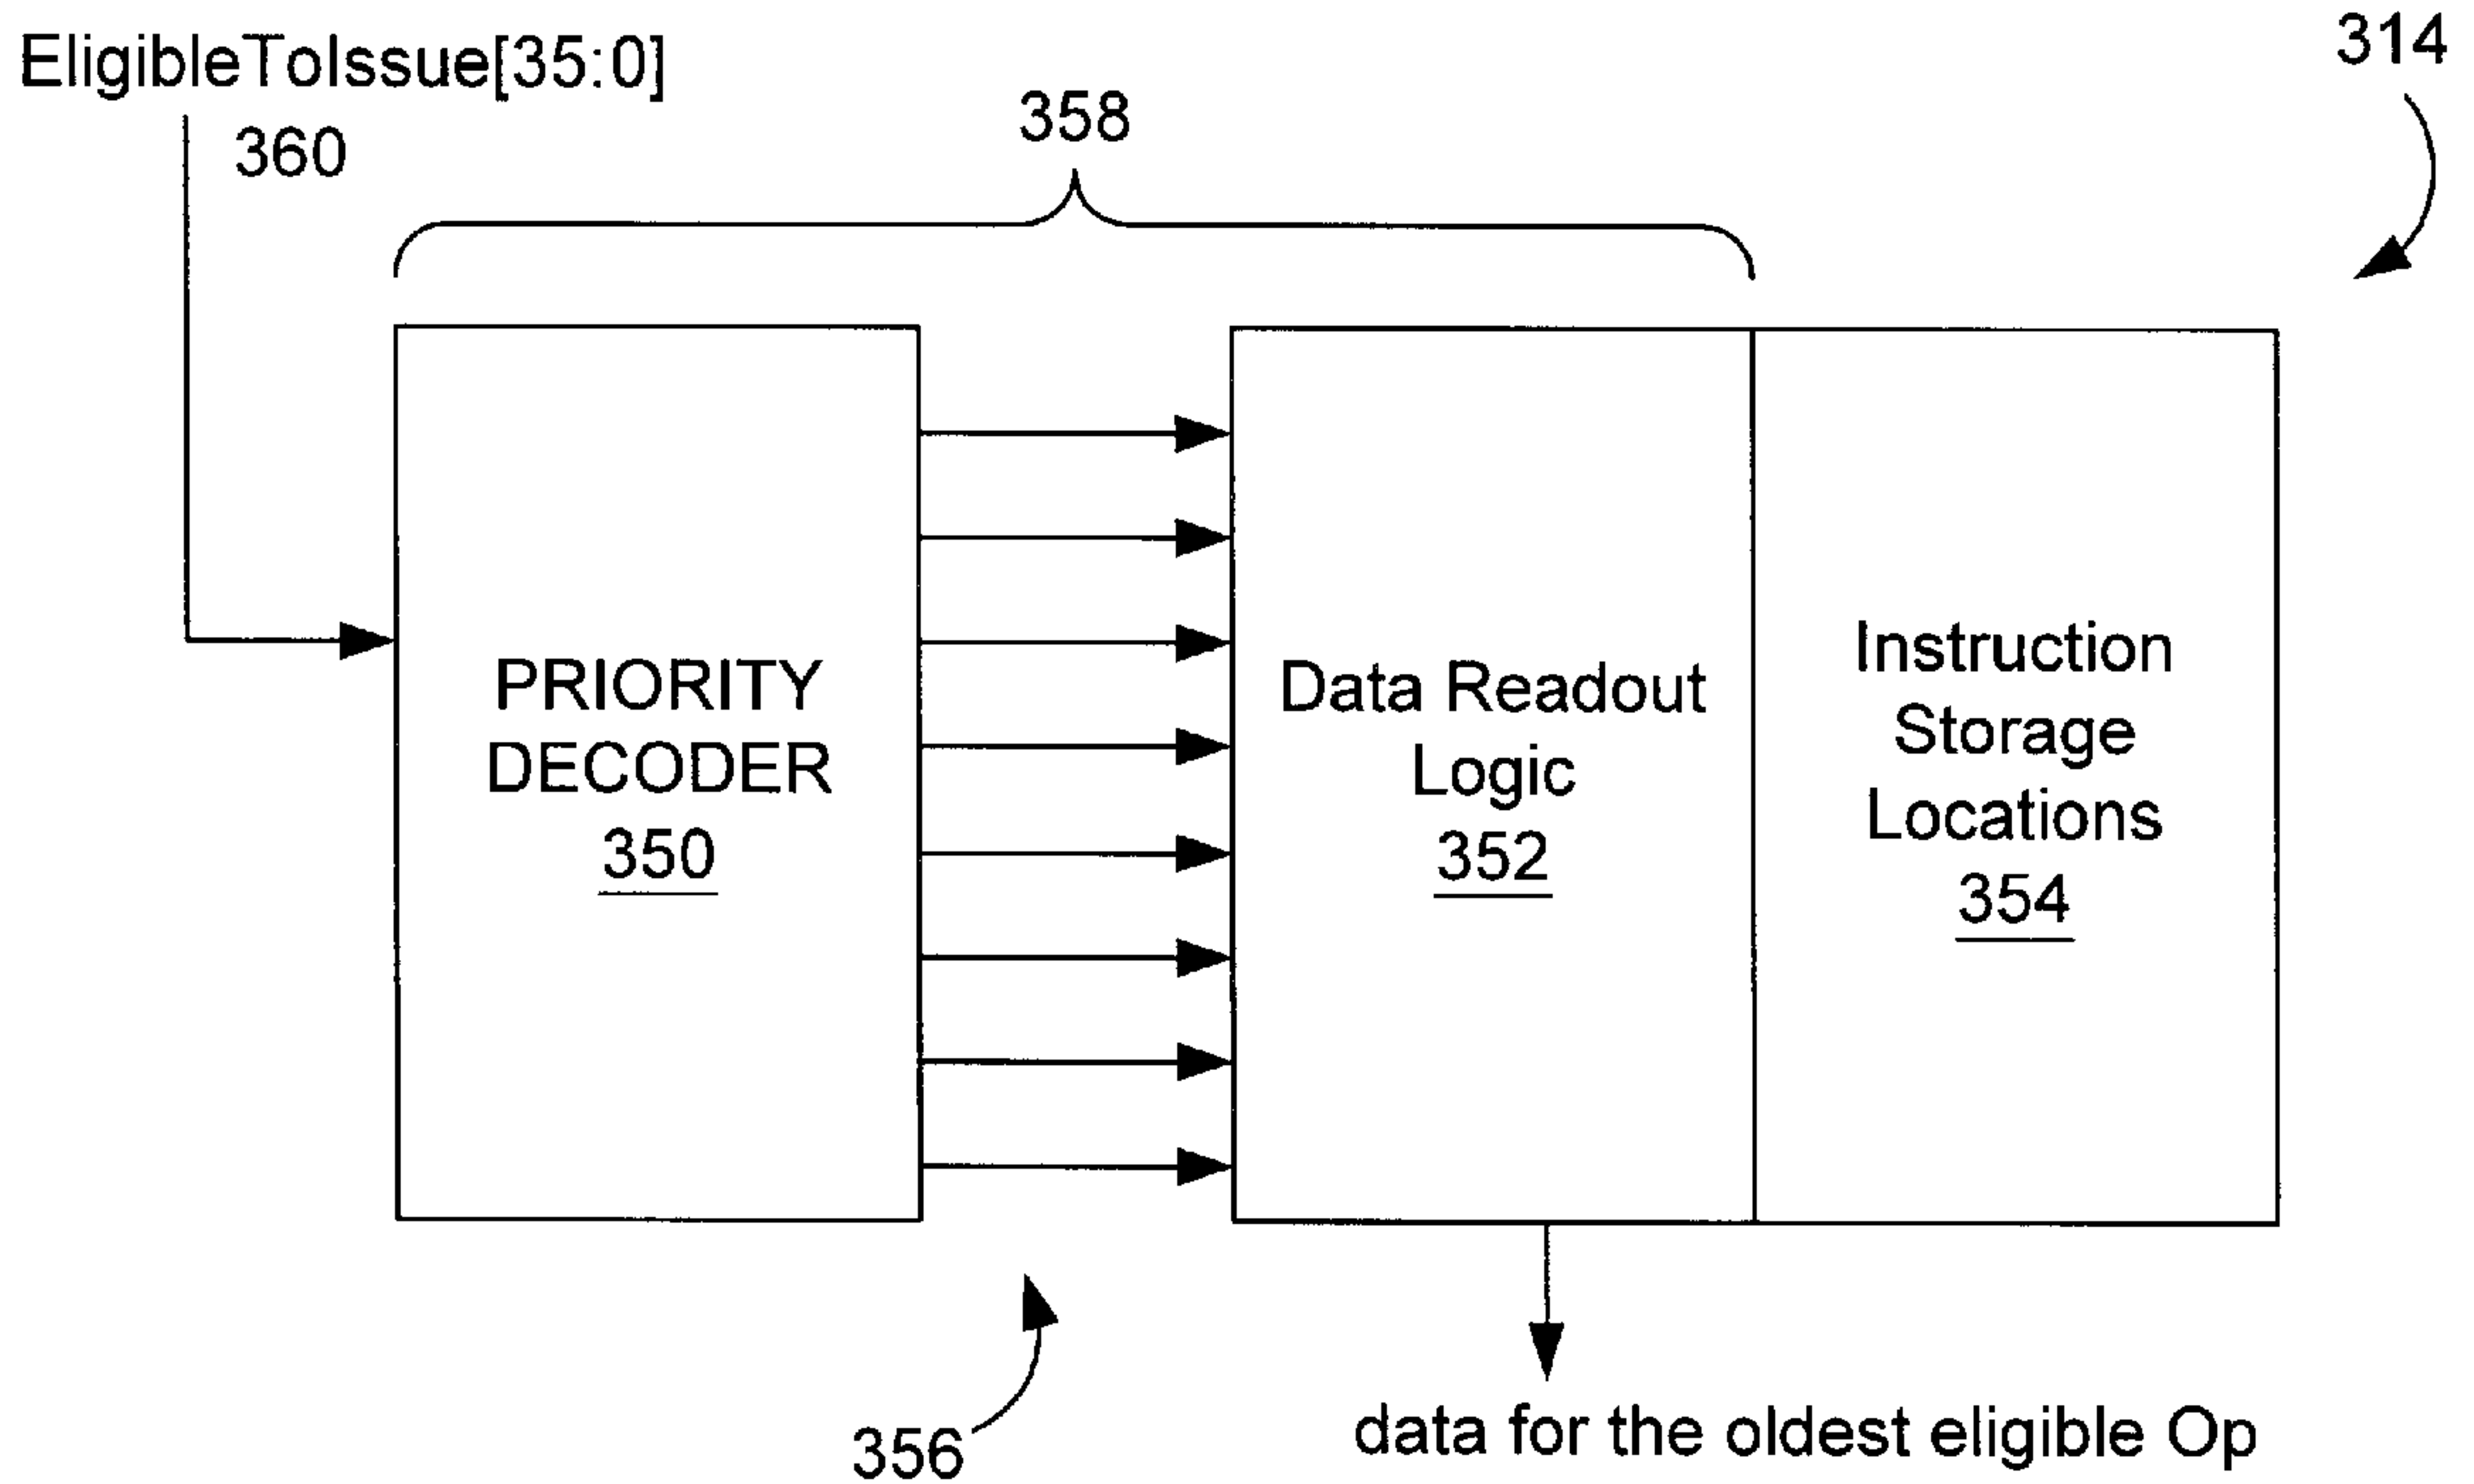 EligibleToIssue[35:0]
360
358
314
PRIORITY
DECODER
350
Data Readout
Logic
352
Instruction
Storage
Locations
354
356
data for the oldest eligible Op